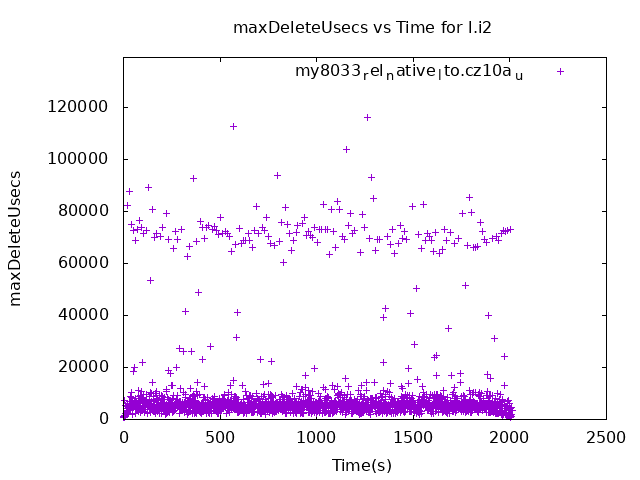 maxDeleteUsecs vs Time for l.i2
my8033_rel_native_lto.cz10a_u
maxDeleteUsecs
120000
100000
80000
60000
40000
20000
0
0 500 1000 1500 2000 2500
Time(s)